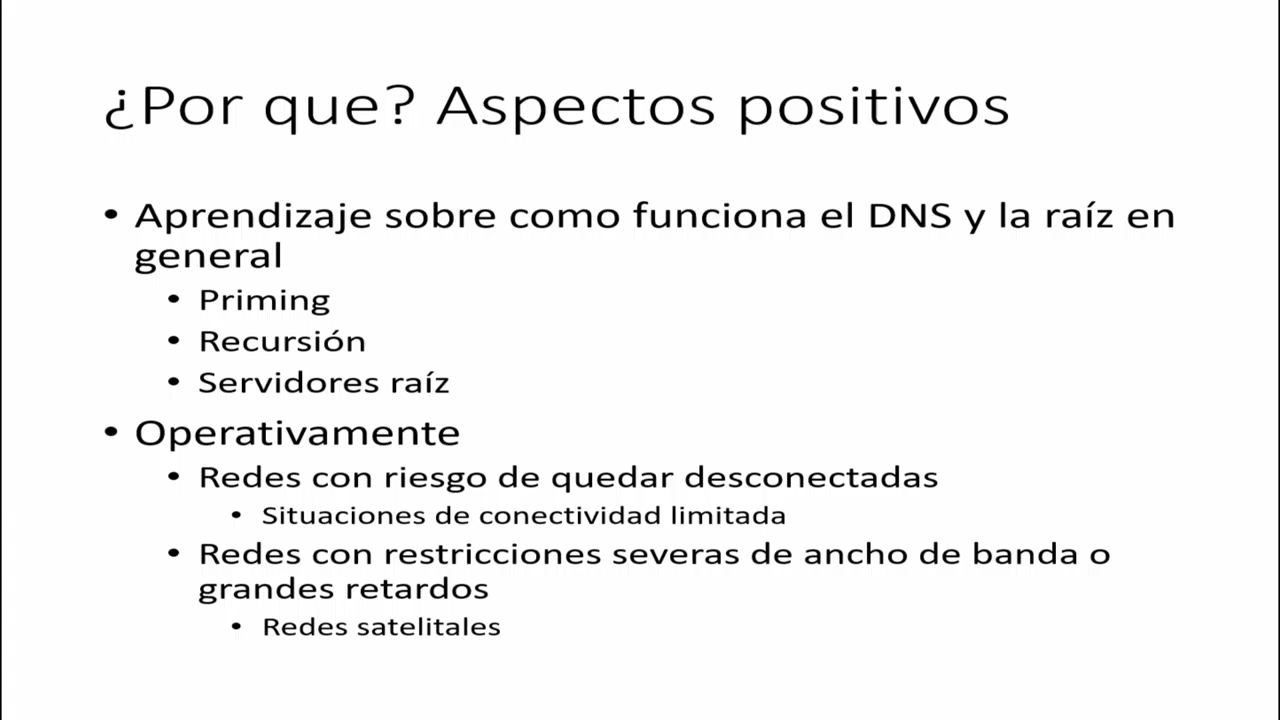 ¿Por que? Aspectos positivos
• Aprendizaje sobre como funciona el DNS y la raíz en
general
• Priming
• Recursión
• Servidores raíz
• Operativamente
• Redes con riesgo de quedar desconectadas
• Situaciones de conectividad limitada
• Redes con restricciones severas de ancho de banda o
grandes retardos
• Redes satelitales